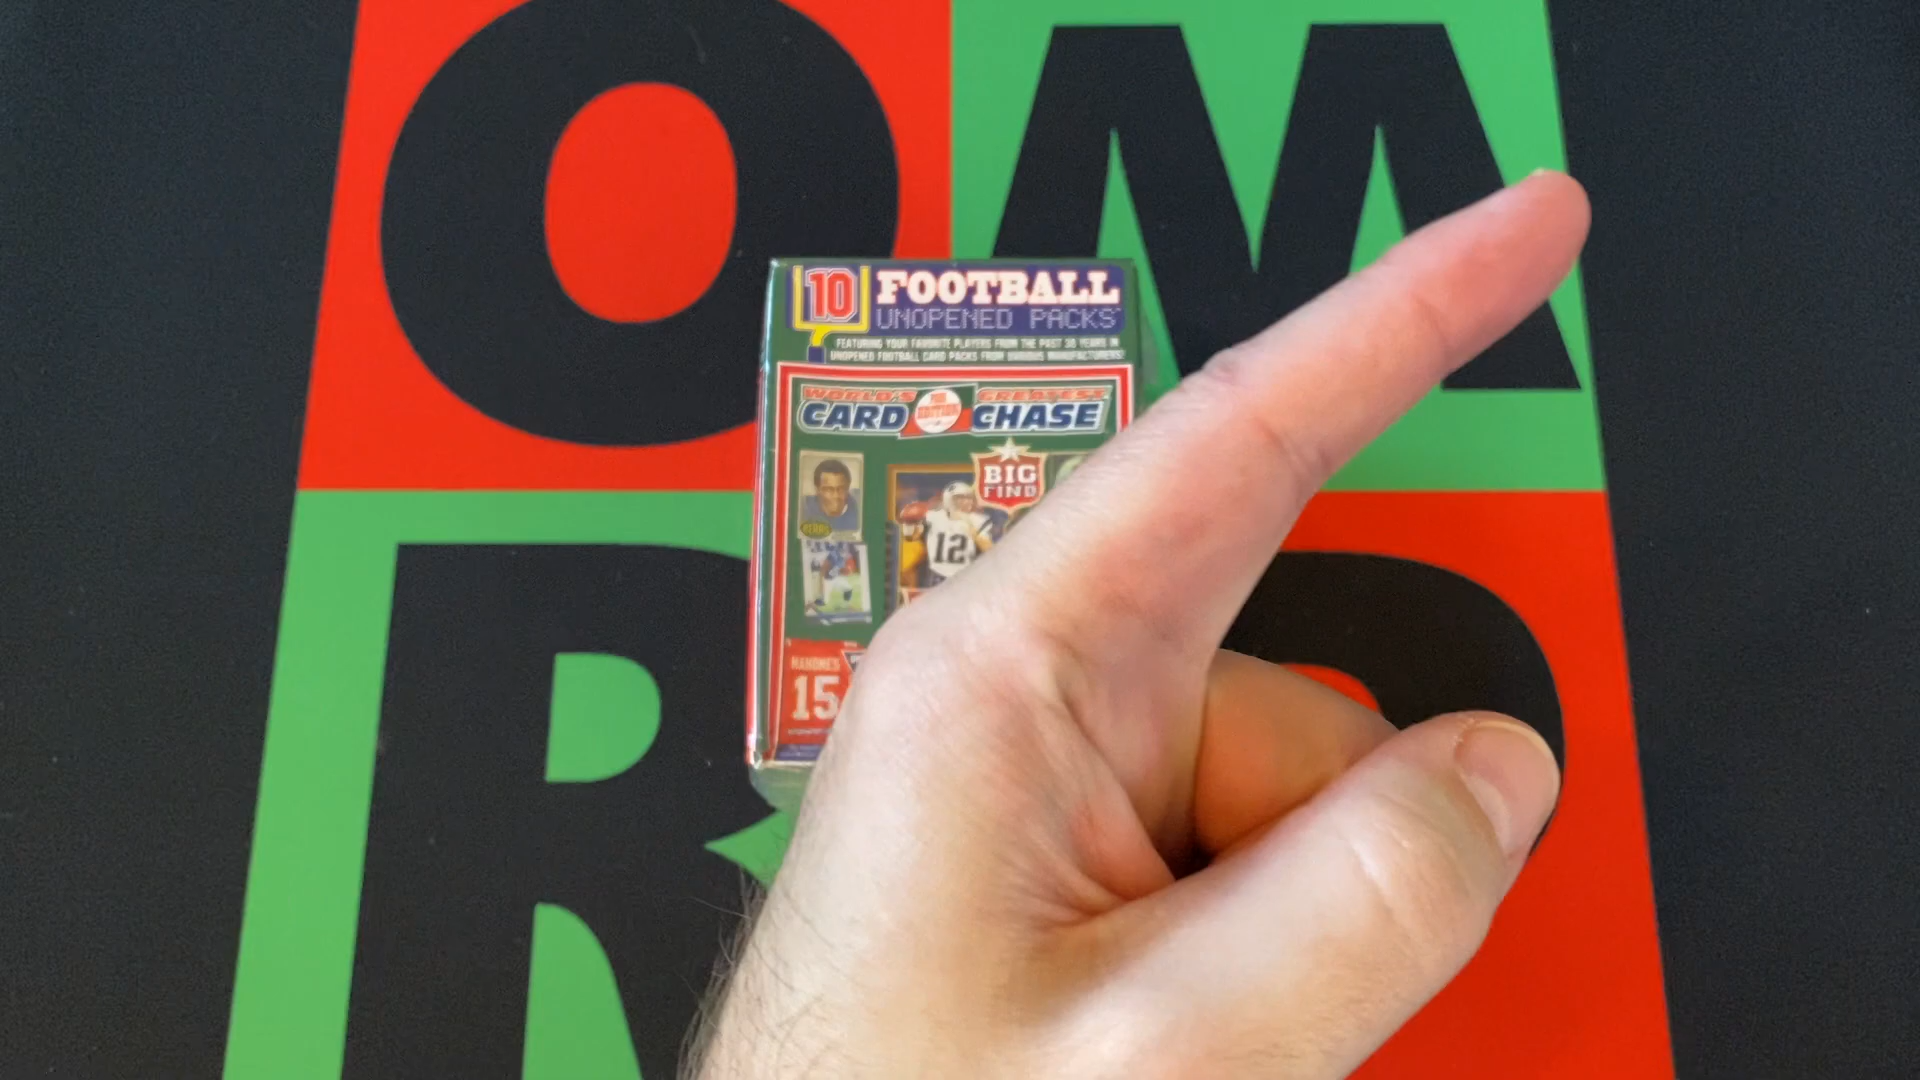 O M
10 FOOTBALL
UNOPENED PACKS
FEATURING YOUR FAVORITE PLAYERS FROM THE PAST 30 YEARS IN
UNOPENED FOOTBALL CARD PACKS FROM VARIOUS MANUFACTURERS!
WORLD'S GREATEST
CARD CHASE
EDITION
BIG
FIND
12
MAHOMES
15
R